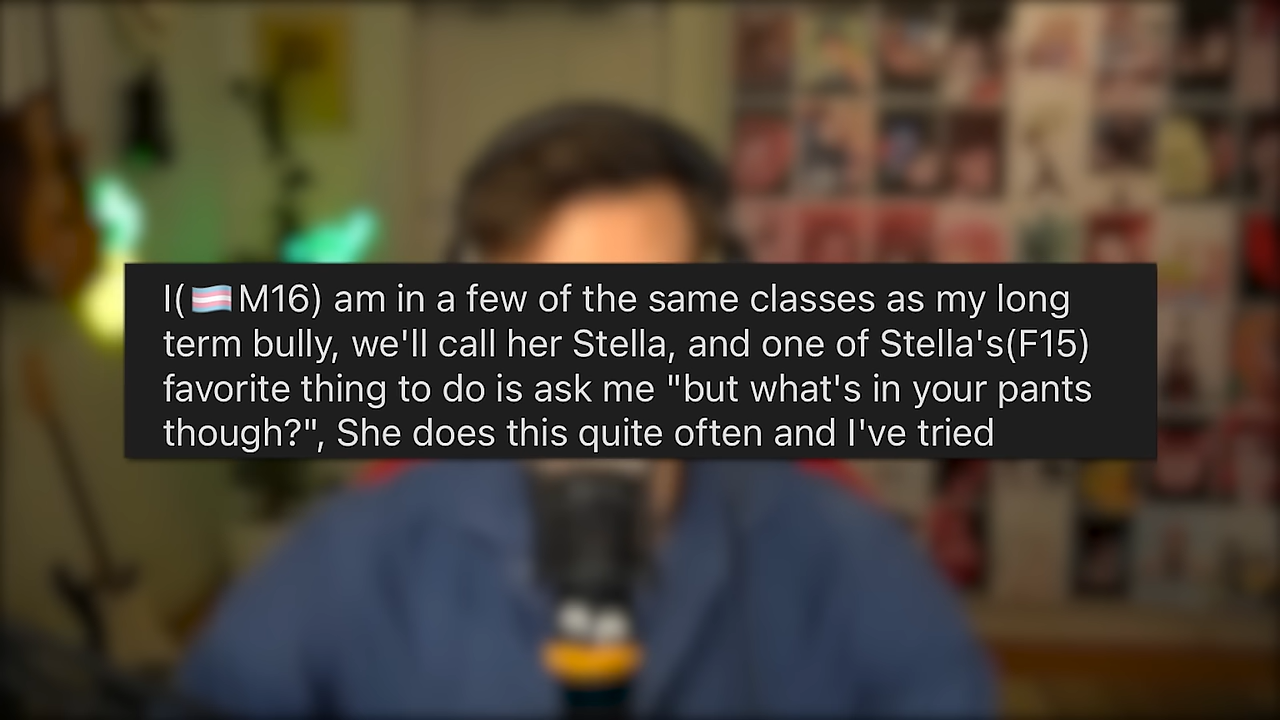 I(🏳️‍⚧️M16) am in a few of the same classes as my long
term bully, we'll call her Stella, and one of Stella's(F15)
favorite thing to do is ask me "but what's in your pants
though?", She does this quite often and I've tried